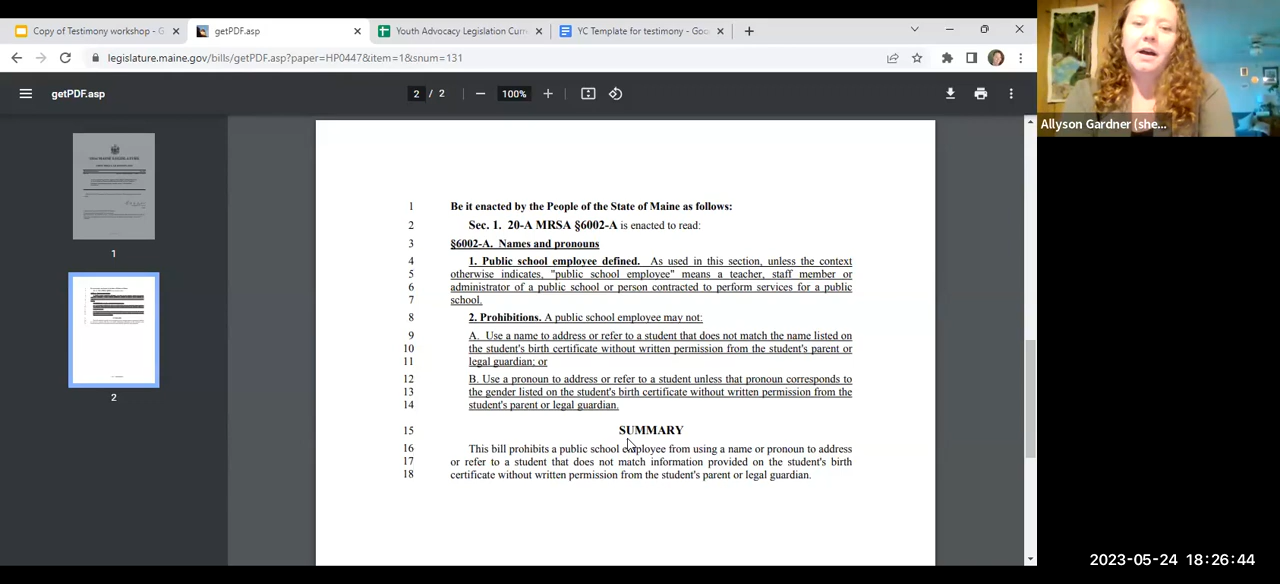 Copy of Testimony workshop - G
getPDF.asp
Youth Advocacy Legislation Curr
YC Template for testimony - Goo
legislature.maine.gov/bills/getPDF.asp?paper=HP0447&item=1&snum=131
getPDF.asp
2 / 2
100%
Allyson Gardner (she...
1
2
1 Be it enacted by the People of the State of Maine as follows:
2 Sec. 1. 20-A MRSA §6002-A is enacted to read:
3 §6002-A. Names and pronouns
4 1. Public school employee defined. As used in this section, unless the context
5 otherwise indicates, "public school employee" means a teacher, staff member or
6 administrator of a public school or person contracted to perform services for a public
7 school.
8 2. Prohibitions. A public school employee may not:
9 A. Use a name to address or refer to a student that does not match the name listed on
10 the student's birth certificate without written permission from the student's parent or
11 legal guardian; or
12 B. Use a pronoun to address or refer to a student unless that pronoun corresponds to
13 the gender listed on the student's birth certificate without written permission from the
14 student's parent or legal guardian.
15 SUMMARY
16 This bill prohibits a public school employee from using a name or pronoun to address
17 or refer to a student that does not match information provided on the student's birth
18 certificate without written permission from the student's parent or legal guardian.
2023-05-24 18:26:44